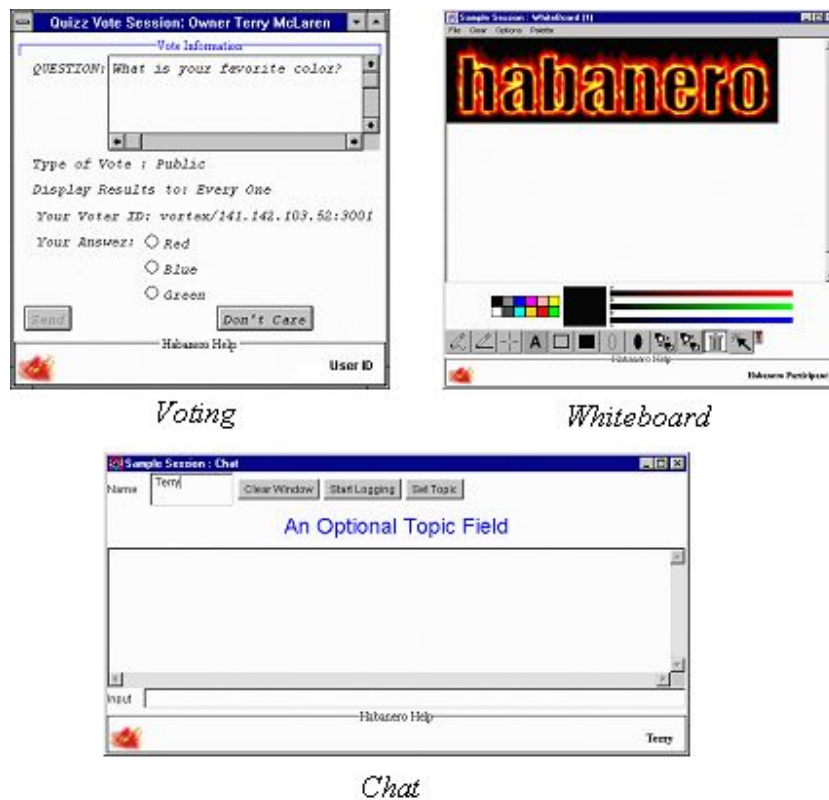 Quizz Vote Session: Owner Terry McLaren
Vote Information
QUESTION: What is your favorite color?
Type of Vote : Public
Display Results to: Every One
Your Voter ID: vortex/141.142.103.52:3001
Your Answer: Red
Blue
Green
Send Don't Care
Habanero Help
User ID
Voting
Sample Session : WhiteBoard (1)
File Clear Options Palette
habanero
A
Habanero Help
Habanero Participant
Whiteboard
Sample Session : Chat
Name Terry Clear Window Start Logging Set Topic
An Optional Topic Field
Input
Habanero Help
Terry
Chat